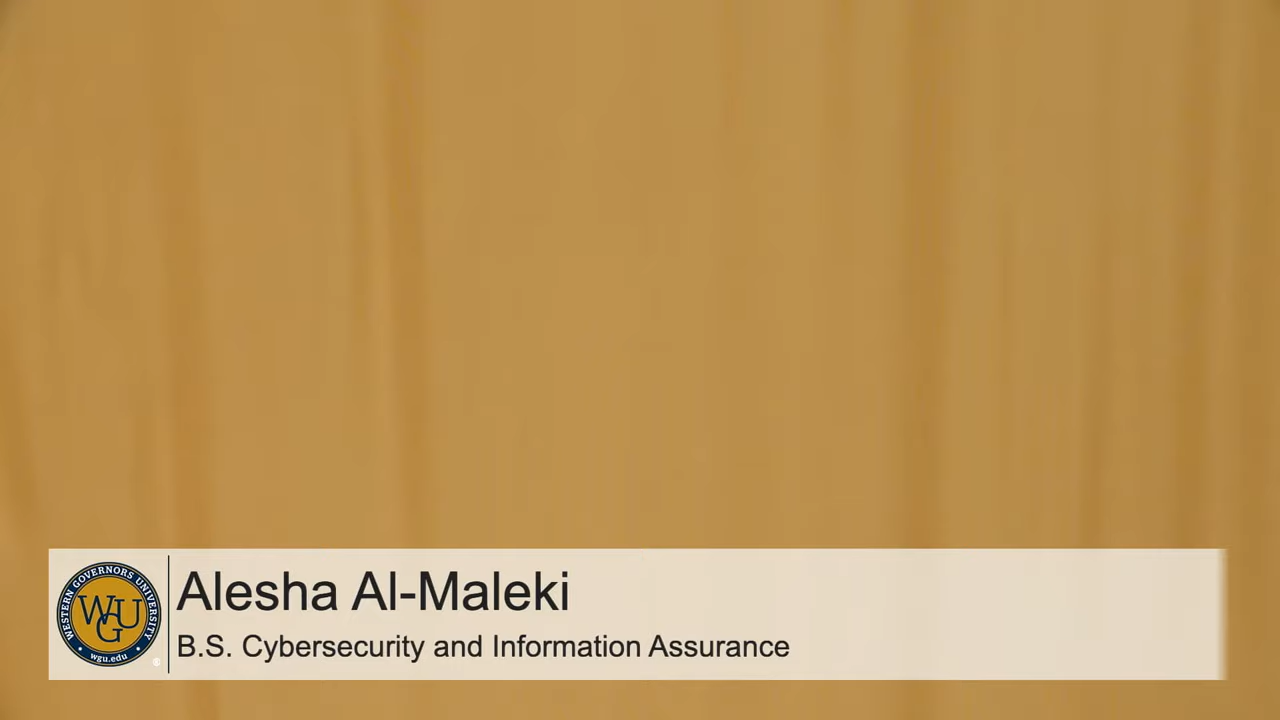 WESTERN GOVERNORS UNIVERSITY
WGU
wgu.edu
®
Alesha Al-Maleki
B.S. Cybersecurity and Information Assurance